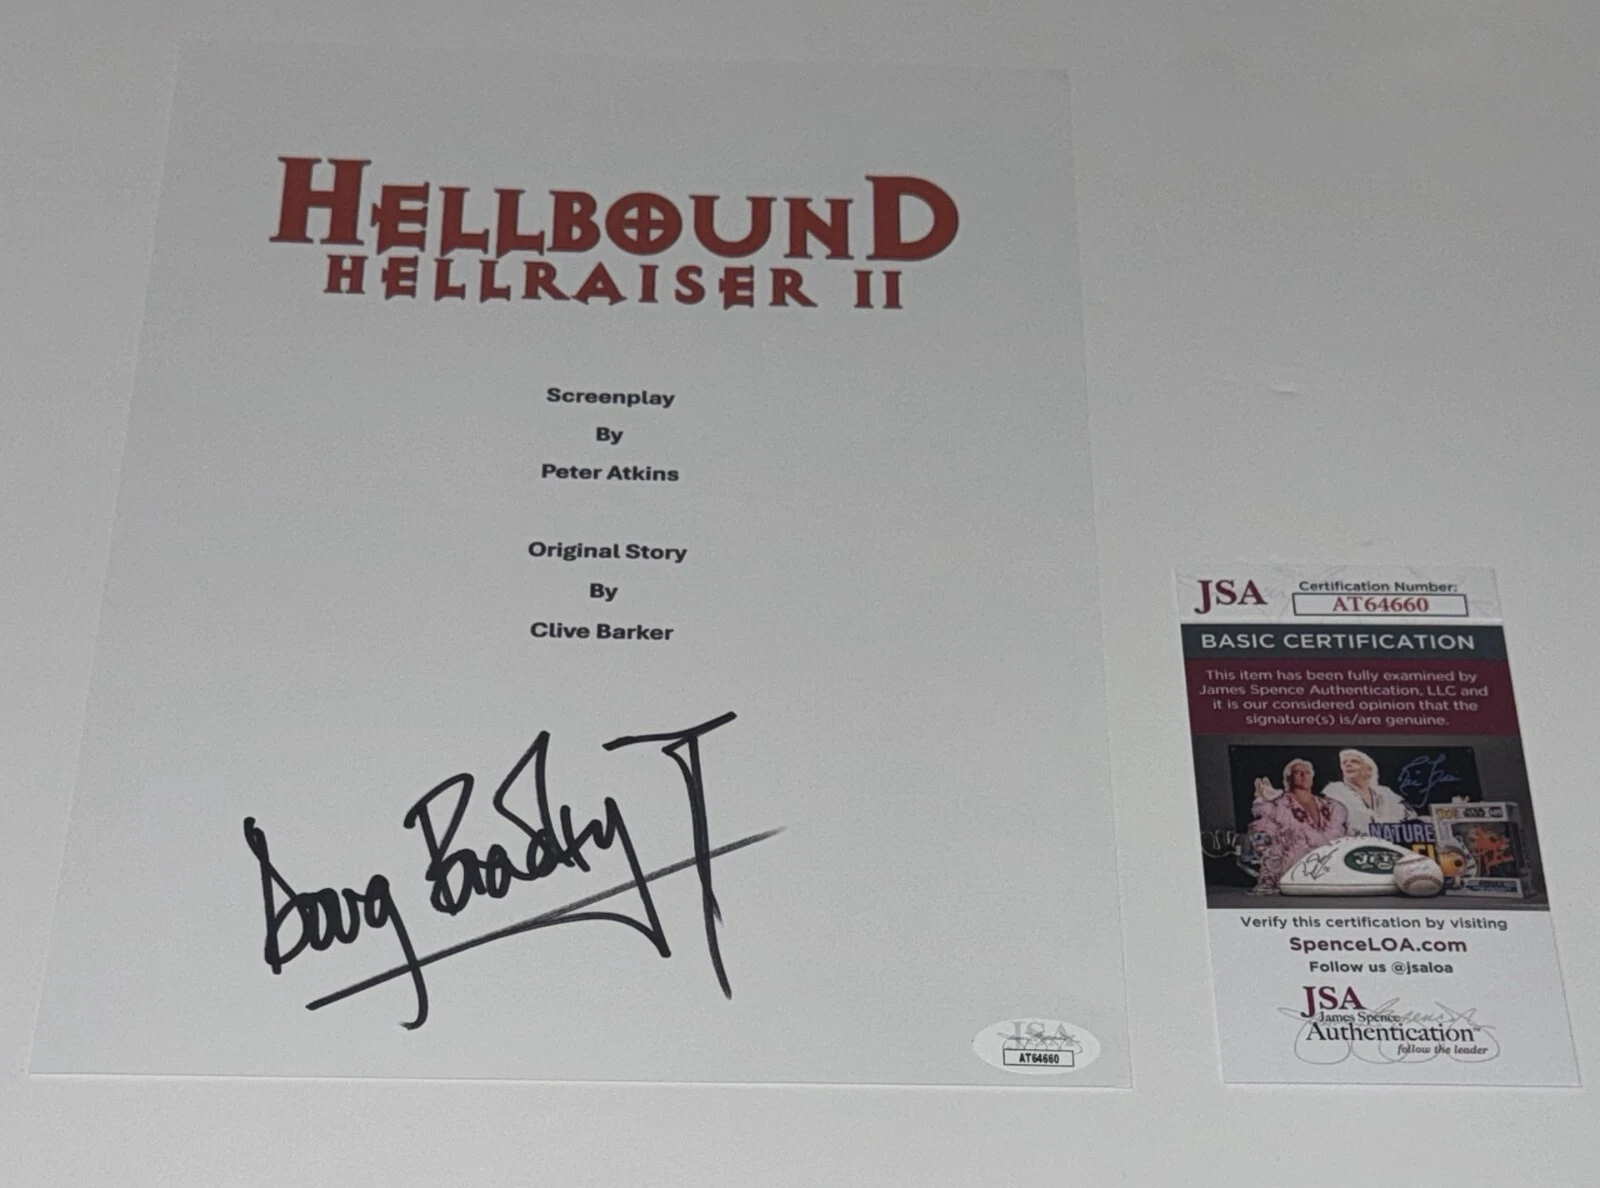 HELLBOUND
HELLRAISER II
Screenplay
By
Peter Atkins
Original Story
By
Clive Barker
Doug Bradley
JSA
AT64660
JSA
Certification Number:
AT64660
BASIC CERTIFICATION
This item has been fully examined by
James Spence Authentication, LLC and
it is our considered opinion that the
signature(s) is/are genuine.
NATURE
JETS
Verify this certification by visiting
SpenceLOA.com
Follow us @jsaloa
JSA
James Spence
Authentication™
follow the leader